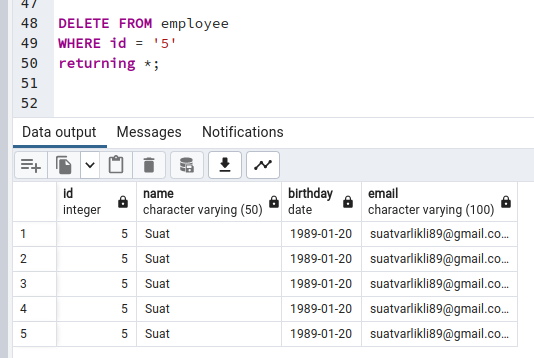 47
48 DELETE FROM employee
49 WHERE id = '5'
50 returning *;
51
52
Data output Messages Notifications
id name birthday email
integer character varying (50) date character varying (100)
1 5 Suat 1989-01-20 suatvarlikli89@gmail.co...
2 5 Suat 1989-01-20 suatvarlikli89@gmail.co...
3 5 Suat 1989-01-20 suatvarlikli89@gmail.co...
4 5 Suat 1989-01-20 suatvarlikli89@gmail.co...
5 5 Suat 1989-01-20 suatvarlikli89@gmail.co...